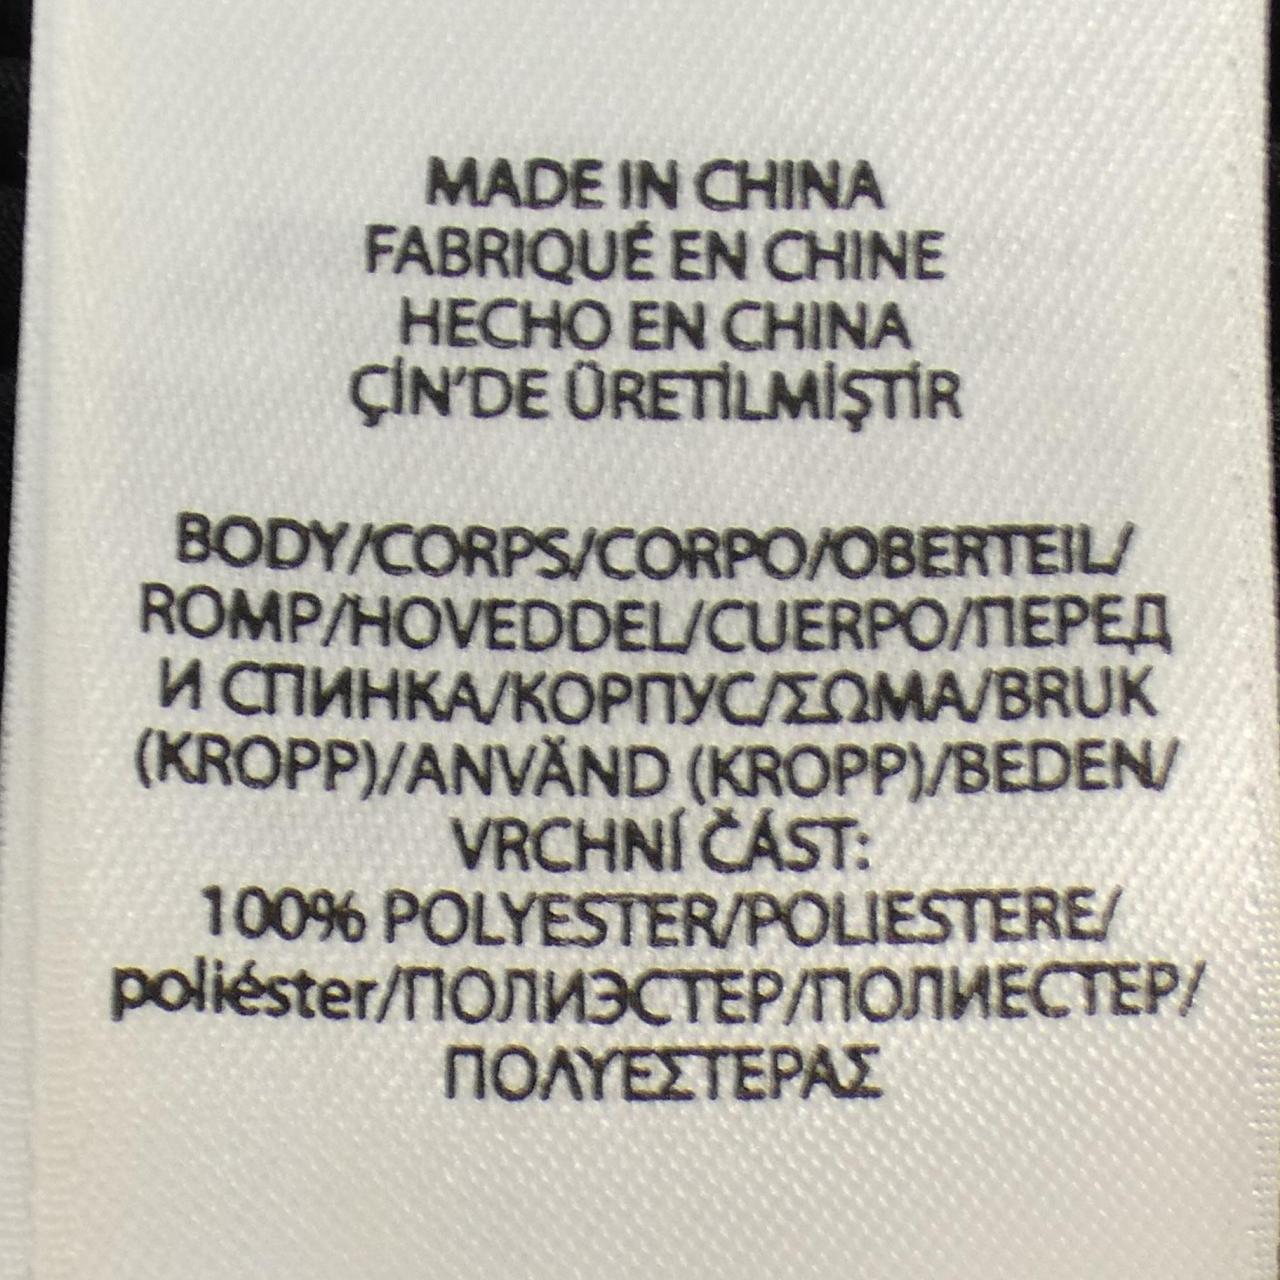 MADE IN CHINA
FABRIQUÉ EN CHINE
HECHO EN CHINA
ÇİN'DE ÜRETİLMİŞTİR
BODY/CORPS/CORPO/OBERTEIL/
ROMP/HOVEDDEL/CUERPO/ПЕРЕД
И СПИНКА/КОРПУС/ΣΩΜΑ/BRUK
(KROPP)/ANVÄND (KROPP)/BEDEN/
VRCHNÍ ČÁST:
100% POLYESTER/POLIESTERE/
poliéster/ПОЛИЭСТЕР/ПОЛИЕСТЕР/
ΠΟΛΥΕΣΤΕΡΑΣ